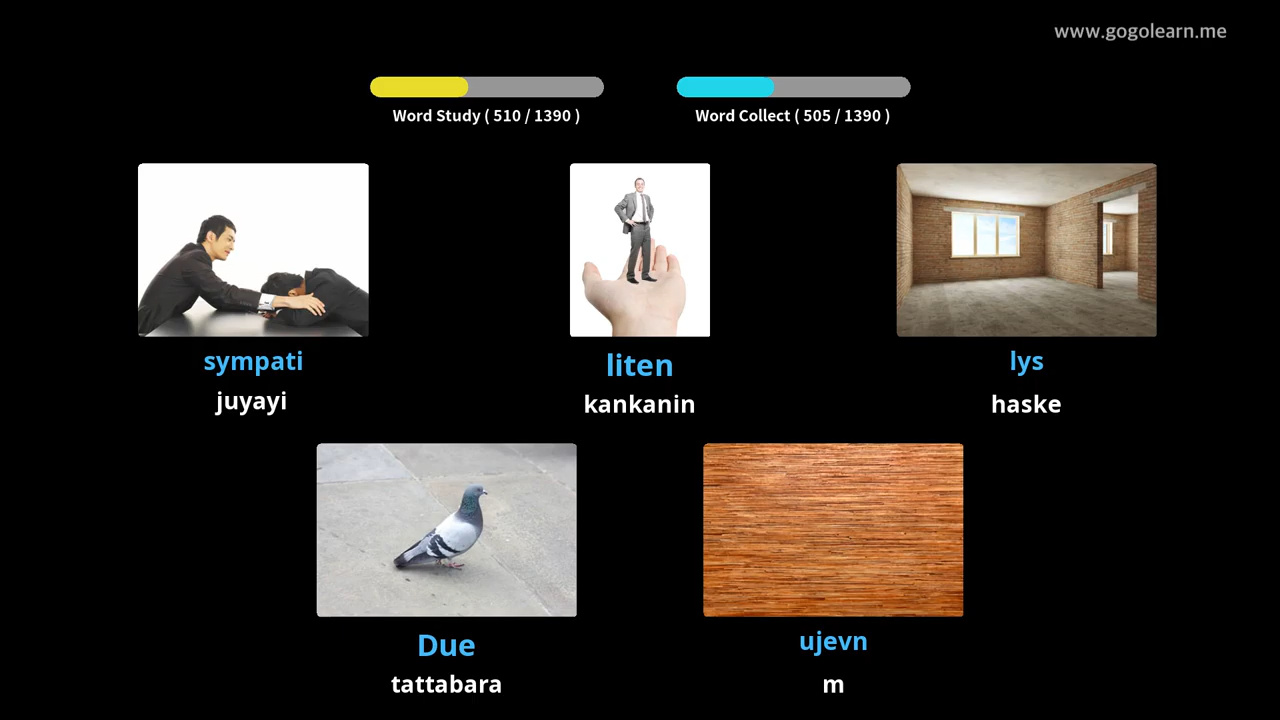 www.gogolearn.me
Word Study ( 510 / 1390 )
Word Collect ( 505 / 1390 )
sympati
juyayi
liten
kankanin
lys
haske
Due
tattabara
ujevn
m